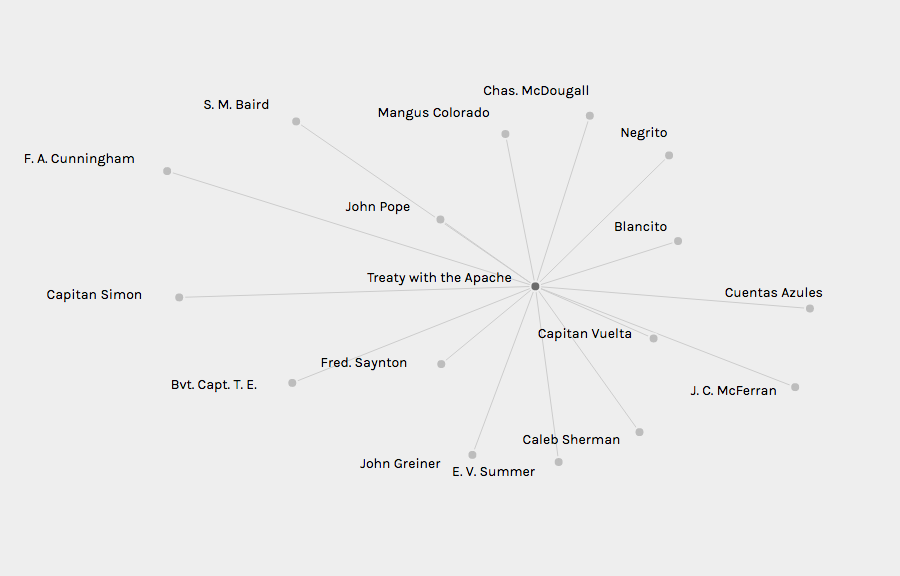 Chas. McDougall
S. M. Baird
Mangus Colorado
Negrito
F. A. Cunningham
John Pope
Blancito
Treaty with the Apache
Capitan Simon
Cuentas Azules
Capitan Vuelta
Fred. Saynton
Bvt. Capt. T. E.
J. C. McFerran
Caleb Sherman
John Greiner
E. V. Summer